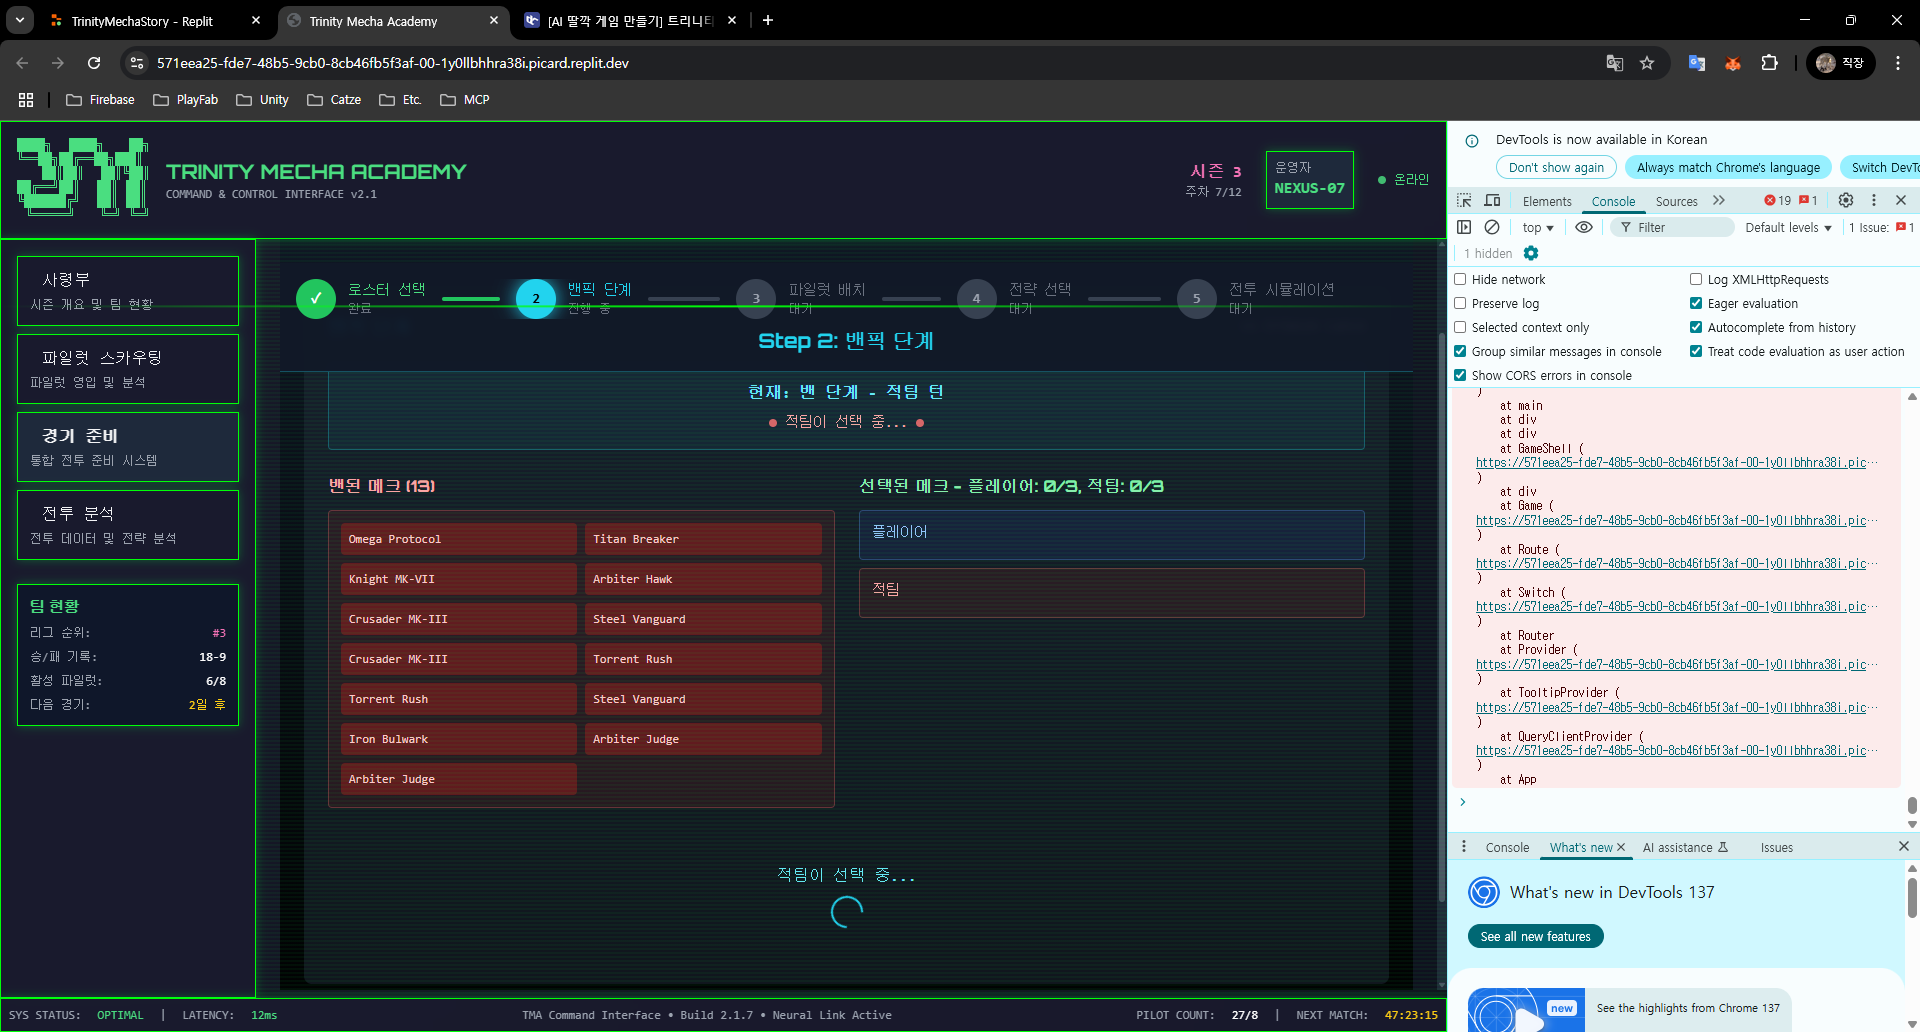 TrinityMechaStory - Replit
Trinity Mecha Academy
[AI 딸깍 게임 만들기] 트리니티
571eea25-fde7-48b5-9cb0-8cb46fb5f3af-00-1y0llbhhra38i.picard.replit.dev
직장
Firebase
PlayFab
Unity
Catze
Etc.
MCP
TRINITY MECHA ACADEMY
COMMAND & CONTROL INTERFACE v2.1
시즌 3
주차 7/12
운영자
NEXUS-07
온라인
사령부
시즌 개요 및 팀 현황
파일럿 스카우팅
파일럿 영입 및 분석
경기 준비
통합 전투 준비 시스템
전투 분석
전투 데이터 및 전략 분석
팀 현황
리그 순위: #3
승/패 기록: 18-9
활성 파일럿: 6/8
다음 경기: 2일 후
✓ 로스터 선택
완료
2 밴픽 단계
진행 중
3 파일럿 배치
대기
4 전략 선택
대기
5 전투 시뮬레이션
대기
Step 2: 밴픽 단계
현재: 밴 단계 - 적팀 턴
적팀이 선택 중...
밴된 메크 (13)
Omega Protocol
Titan Breaker
Knight MK-VII
Arbiter Hawk
Crusader MK-III
Steel Vanguard
Crusader MK-III
Torrent Rush
Torrent Rush
Steel Vanguard
Iron Bulwark
Arbiter Judge
Arbiter Judge
선택된 메크 - 플레이어: 0/3, 적팀: 0/3
플레이어
적팀
적팀이 선택 중...
SYS STATUS: OPTIMAL | LATENCY: 12ms
TMA Command Interface • Build 2.1.7 • Neural Link Active
PILOT COUNT: 27/8 | NEXT MATCH: 47:23:15
DevTools is now available in Korean
Don't show again
Always match Chrome's language
Switch DevTo
Elements
Console
Sources
19
1
top
Filter
Default levels
1 Issue: 1
1 hidden
Hide network
Log XMLHttpRequests
Preserve log
Eager evaluation
Selected context only
Autocomplete from history
Group similar messages in console
Treat code evaluation as user action
Show CORS errors in console
)
at main
at div
at div
at GameShell (
https://571eea25-fde7-48b5-9cb0-8cb46fb5f3af-00-1y0llbhhra38i.pic…
)
at div
at Game (
https://571eea25-fde7-48b5-9cb0-8cb46fb5f3af-00-1y0llbhhra38i.pic…
)
at Route (
https://571eea25-fde7-48b5-9cb0-8cb46fb5f3af-00-1y0llbhhra38i.pic…
)
at Switch (
https://571eea25-fde7-48b5-9cb0-8cb46fb5f3af-00-1y0llbhhra38i.pic…
)
at Router
at Provider (
https://571eea25-fde7-48b5-9cb0-8cb46fb5f3af-00-1y0llbhhra38i.pic…
)
at TooltipProvider (
https://571eea25-fde7-48b5-9cb0-8cb46fb5f3af-00-1y0llbhhra38i.pic…
)
at QueryClientProvider (
https://571eea25-fde7-48b5-9cb0-8cb46fb5f3af-00-1y0llbhhra38i.pic…
)
at App
Console
What's new
AI assistance
Issues
What's new in DevTools 137
See all new features
new
See the highlights from Chrome 137